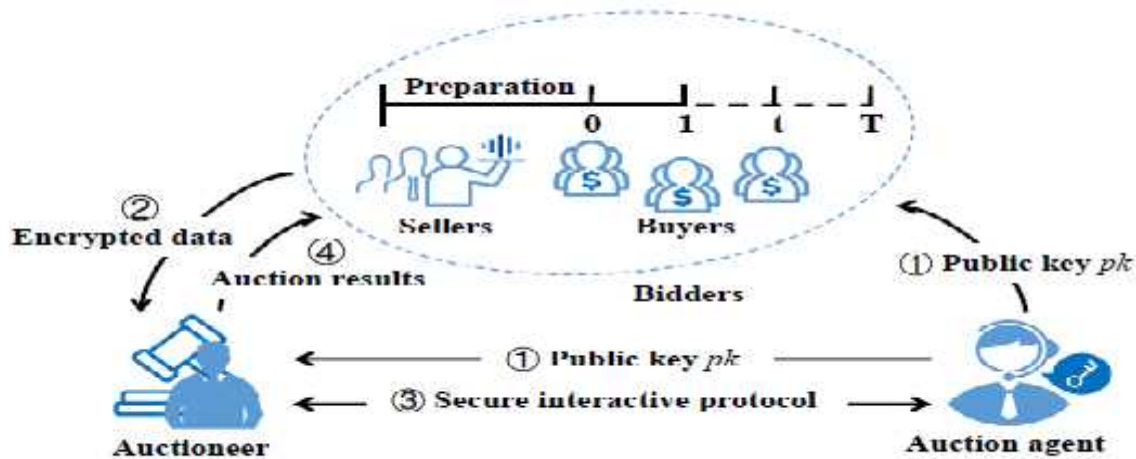 Preparation
0 1 t T
$ $ $
Sellers
Buyers
②
Encrypted data
④
Auction results
① Public key pk
Bidders
① Public key pk
③ Secure interactive protocol
Auctioneer
Auction agent